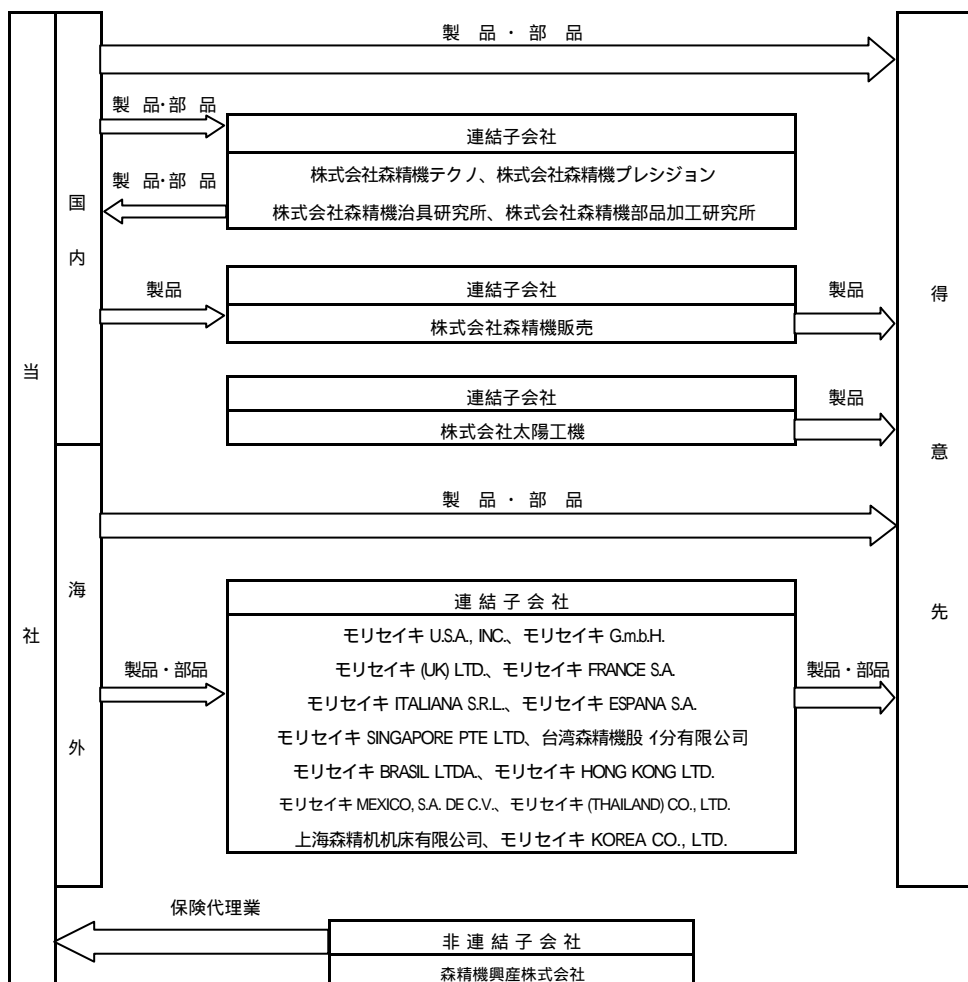 製 品 ・ 部 品
製 品・部 品
連結子会社
株式会社森精機テクノ、株式会社森精機プレシジョン
製 品・部 品
株式会社森精機治具研究所、株式会社森精機部品加工研究所
国
内
製品
連結子会社
株式会社森精機販売
製品
得
当
連結子会社
株式会社太陽工機
製品
意
製 品 ・ 部 品
海
連 結 子 会 社
先
社
モリセイキ U.S.A., INC.、モリセイキ G.m.b.H.
製品・部品
モリセイキ (UK) LTD.、モリセイキ FRANCE S.A.
製品・部品
モリセイキ ITALIANA S.R.L.、モリセイキ ESPANA S.A.
モリセイキ SINGAPORE PTE LTD、台湾森精機股 イ分有限公司
外
モリセイキ BRASIL LTDA.、モリセイキ HONG KONG LTD.
モリセイキ MEXICO, S.A. DE C.V.、モリセイキ (THAILAND) CO., LTD.
上海森精机机床有限公司、モリセイキ KOREA CO., LTD.
保険代理業
非 連 結 子 会 社
森精機興産株式会社